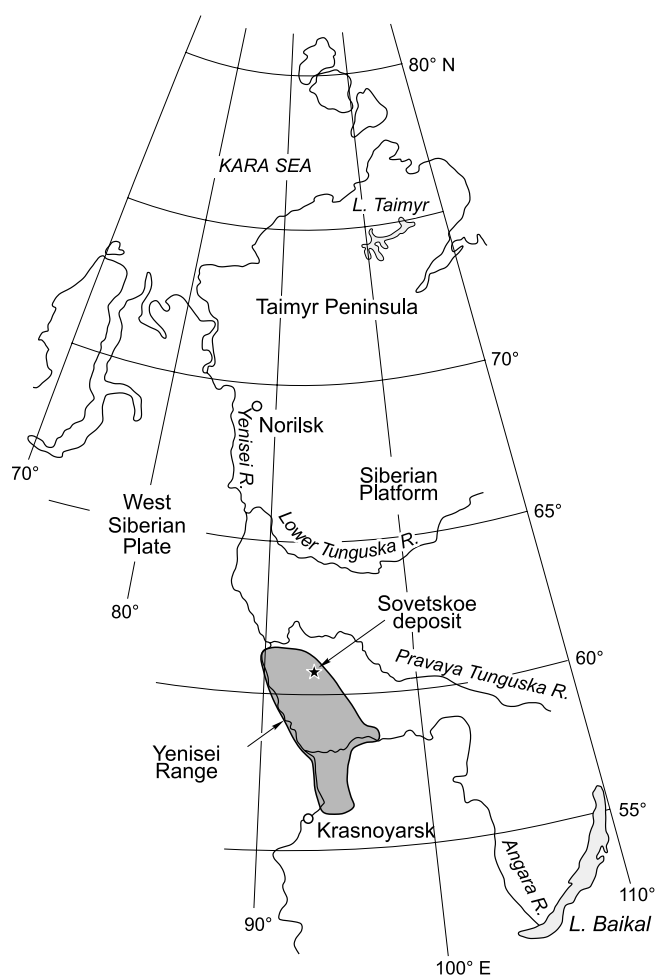 80° N
KARA SEA
L. Taimyr
Taimyr Peninsula
70°
Norilsk
Yenisei R.
70°
Siberian
Platform
West
Siberian
Plate
65°
Lower Tunguska R.
80°
Sovetskoe
deposit
Pravaya Tunguska R.
60°
Yenisei
Range
55°
Krasnoyarsk
Angara R.
110°
90°
L. Baikal
100° E